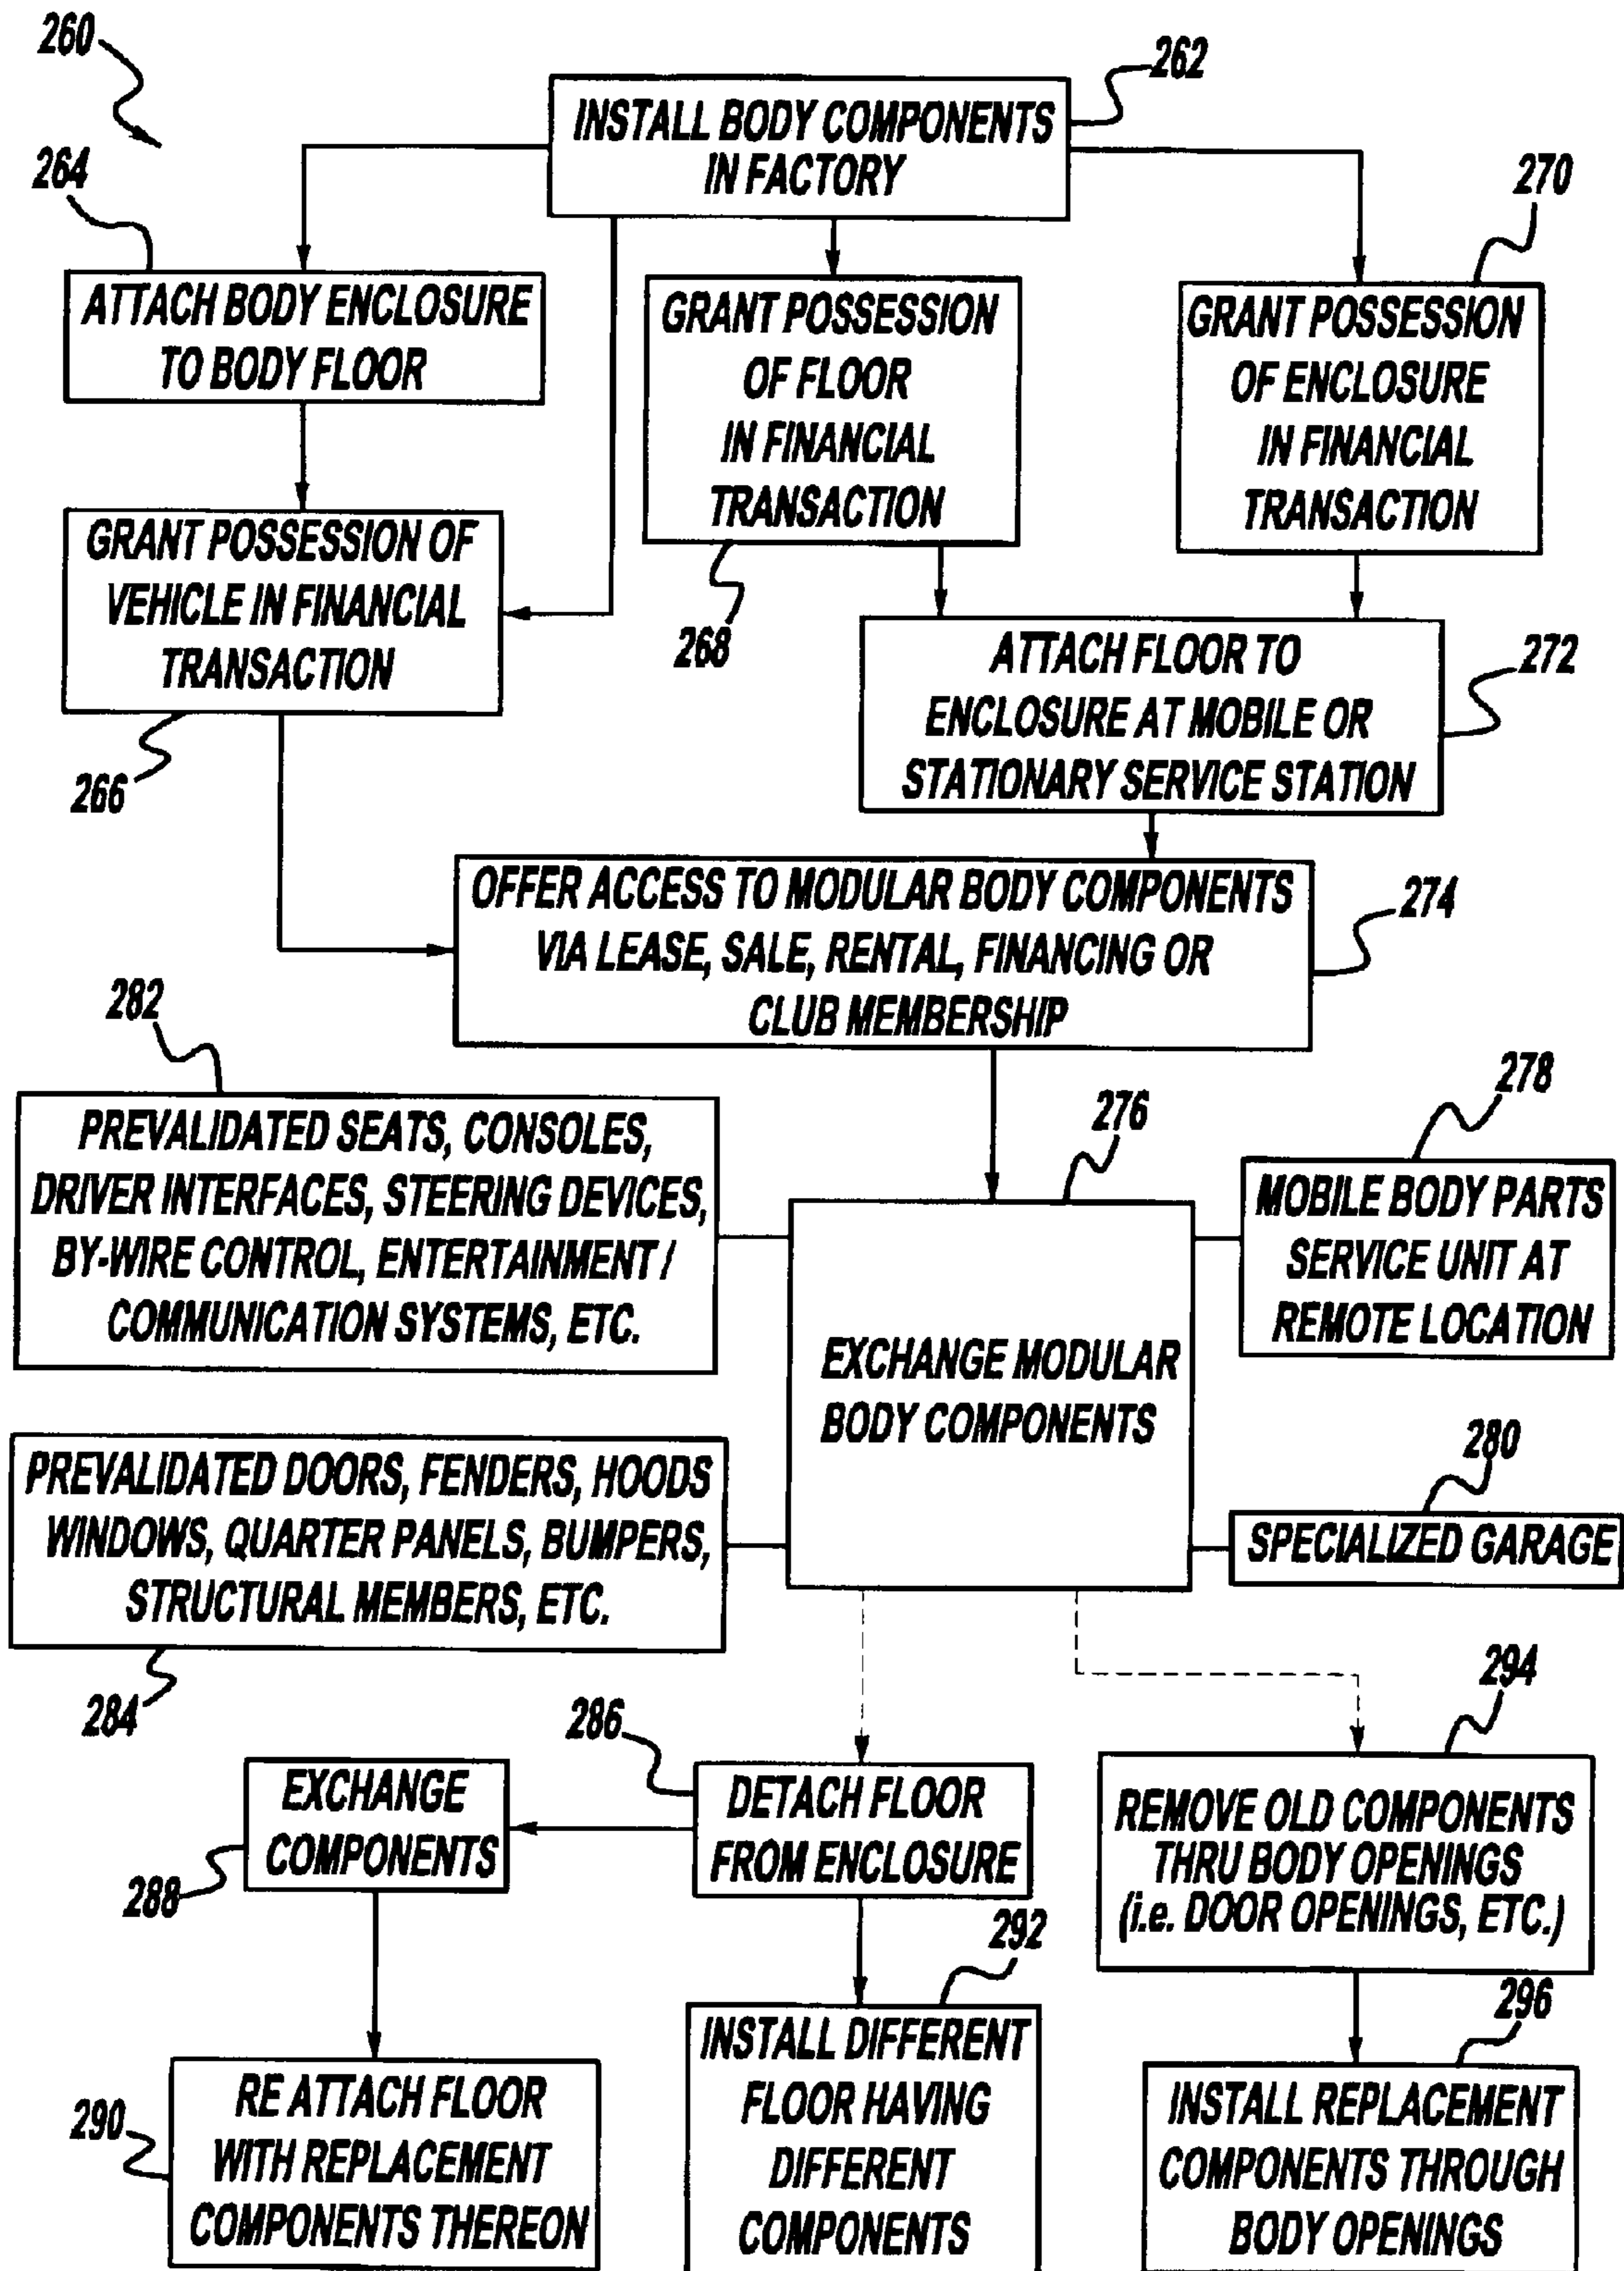 260
262
INSTALL BODY COMPONENTS
IN FACTORY
264
270
ATTACH BODY ENCLOSURE
TO BODY FLOOR
GRANT POSSESSION
OF FLOOR
IN FINANCIAL
TRANSACTION
GRANT POSSESSION
OF ENCLOSURE
IN FINANCIAL
TRANSACTION
GRANT POSSESSION OF
VEHICLE IN FINANCIAL
TRANSACTION
268
266
ATTACH FLOOR TO
ENCLOSURE AT MOBILE OR
STATIONARY SERVICE STATION
272
OFFER ACCESS TO MODULAR BODY COMPONENTS
VIA LEASE, SALE, RENTAL, FINANCING OR
CLUB MEMBERSHIP
274
282
PREVALIDATED SEATS, CONSOLES,
DRIVER INTERFACES, STEERING DEVICES,
BY-WIRE CONTROL, ENTERTAINMENT /
COMMUNICATION SYSTEMS, ETC.
276
278
MOBILE BODY PARTS
SERVICE UNIT AT
REMOTE LOCATION
EXCHANGE MODULAR
BODY COMPONENTS
PREVALIDATED DOORS, FENDERS, HOODS
WINDOWS, QUARTER PANELS, BUMPERS,
STRUCTURAL MEMBERS, ETC.
284
280
SPECIALIZED GARAGE
286
294
EXCHANGE
COMPONENTS
288
DETACH FLOOR
FROM ENCLOSURE
REMOVE OLD COMPONENTS
THRU BODY OPENINGS
(i.e. DOOR OPENINGS, ETC.)
292
296
290
RE ATTACH FLOOR
WITH REPLACEMENT
COMPONENTS THEREON
INSTALL DIFFERENT
FLOOR HAVING
DIFFERENT
COMPONENTS
INSTALL REPLACEMENT
COMPONENTS THROUGH
BODY OPENINGS